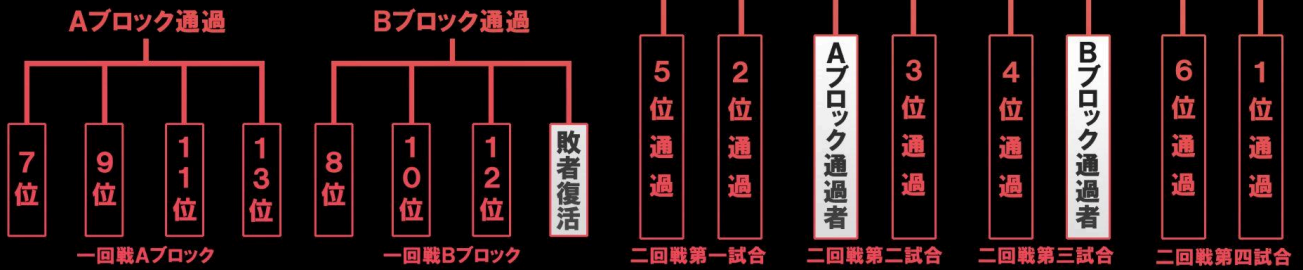 Aブロック通過
7位
9位
11位
13位
一回戦Aブロック
Bブロック通過
8位
10位
12位
敗者復活
一回戦Bブロック
5位通過
2位通過
二回戦第一試合
Aブロック通過者
3位通過
二回戦第二試合
4位通過
Bブロック通過者
二回戦第三試合
6位通過
1位通過
二回戦第四試合